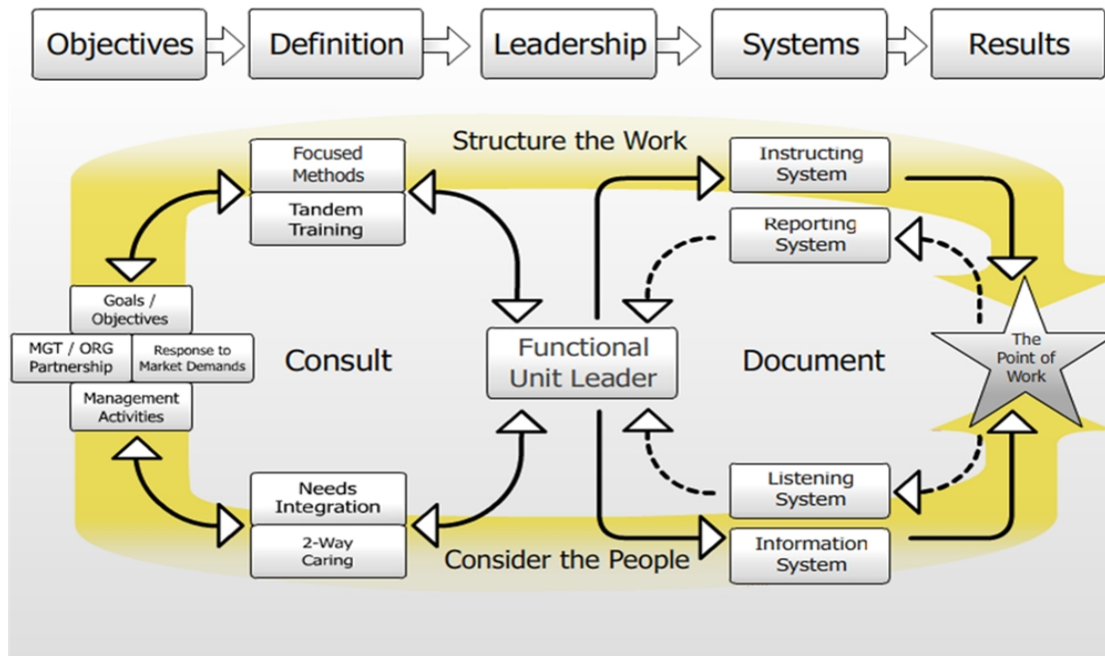 Objectives
Definition
Leadership
Systems
Results
Structure the Work
Focused
Methods
Tandem
Training
Instructing
System
Reporting
System
Goals /
Objectives
MGT / ORG
Partnership
Response to
Market Demands
Management
Activities
Consult
Functional
Unit Leader
Document
The
Point of
Work
Needs
Integration
2-Way
Caring
Listening
System
Information
System
Consider the People